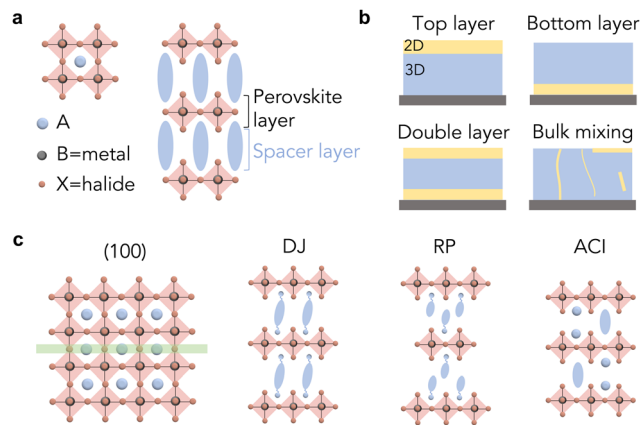 a
A
B=metal
X=halide
Perovskite
layer
Spacer layer
b
Top layer
2D
3D
Bottom layer
Double layer
Bulk mixing
c
(100)
DJ
RP
ACI